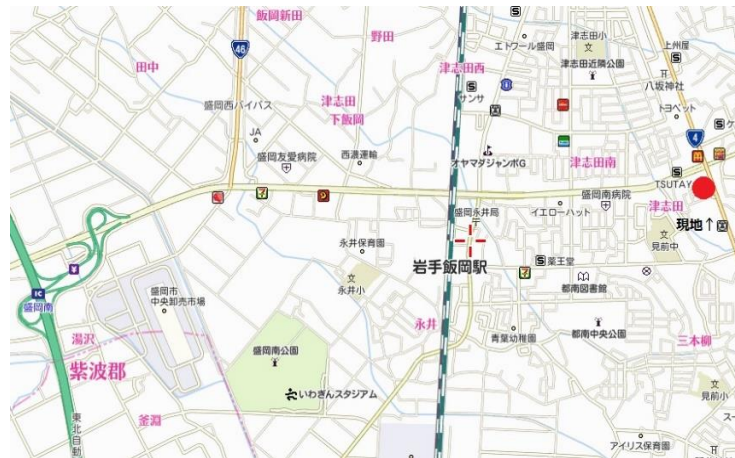 飯岡新田
野田
エトワール盛岡
津志田小
上州屋
46
田中
津志田西
津志田近隣公園
八坂神社
サンサ
盛岡西バイパス
津志田
下飯岡
トヨペット
JA
4
ケ
盛岡友愛病院
西濃運輸
オヤマダジャンボG
津志田南
TSUTAY
盛岡南病院
イエローハット
津志田
盛岡永井局
現地↑
見前中
永井保育園
岩手飯岡駅
薬王堂
盛岡市
中央卸売市場
永井小
都南図書館
IC
盛岡南
湯沢
永井
青葉幼稚園
都南中央公園
三本柳
盛岡南公園
紫波郡
いわぎんスタジアム
見前小
釜淵
スー
東北自動
アイリス保育園